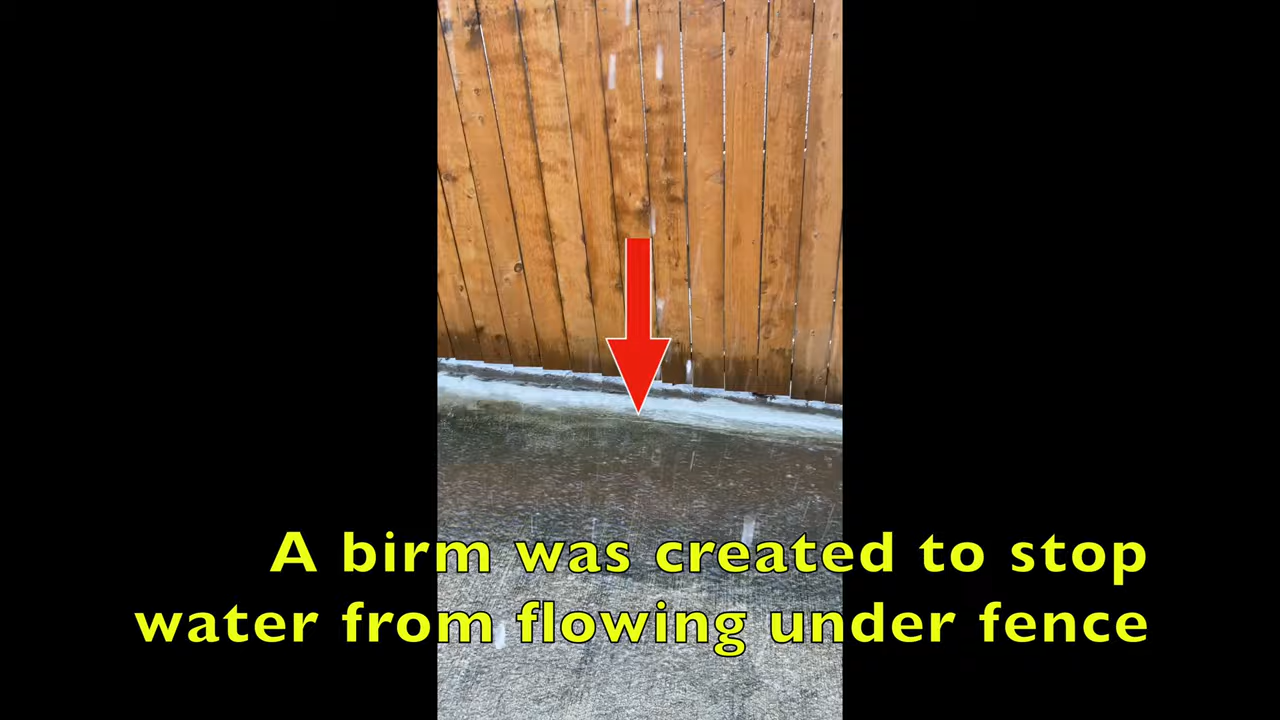 A birm was created to stop
water from flowing under fence